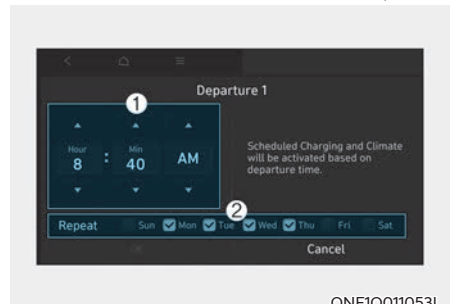 Departure 1
1
Hour
8
:
Min
40
AM
Scheduled Charging and Climate
will be activated based on
departure time.
2
Repeat Sun Mon Tue Wed Thu Fri Sat
OK Cancel